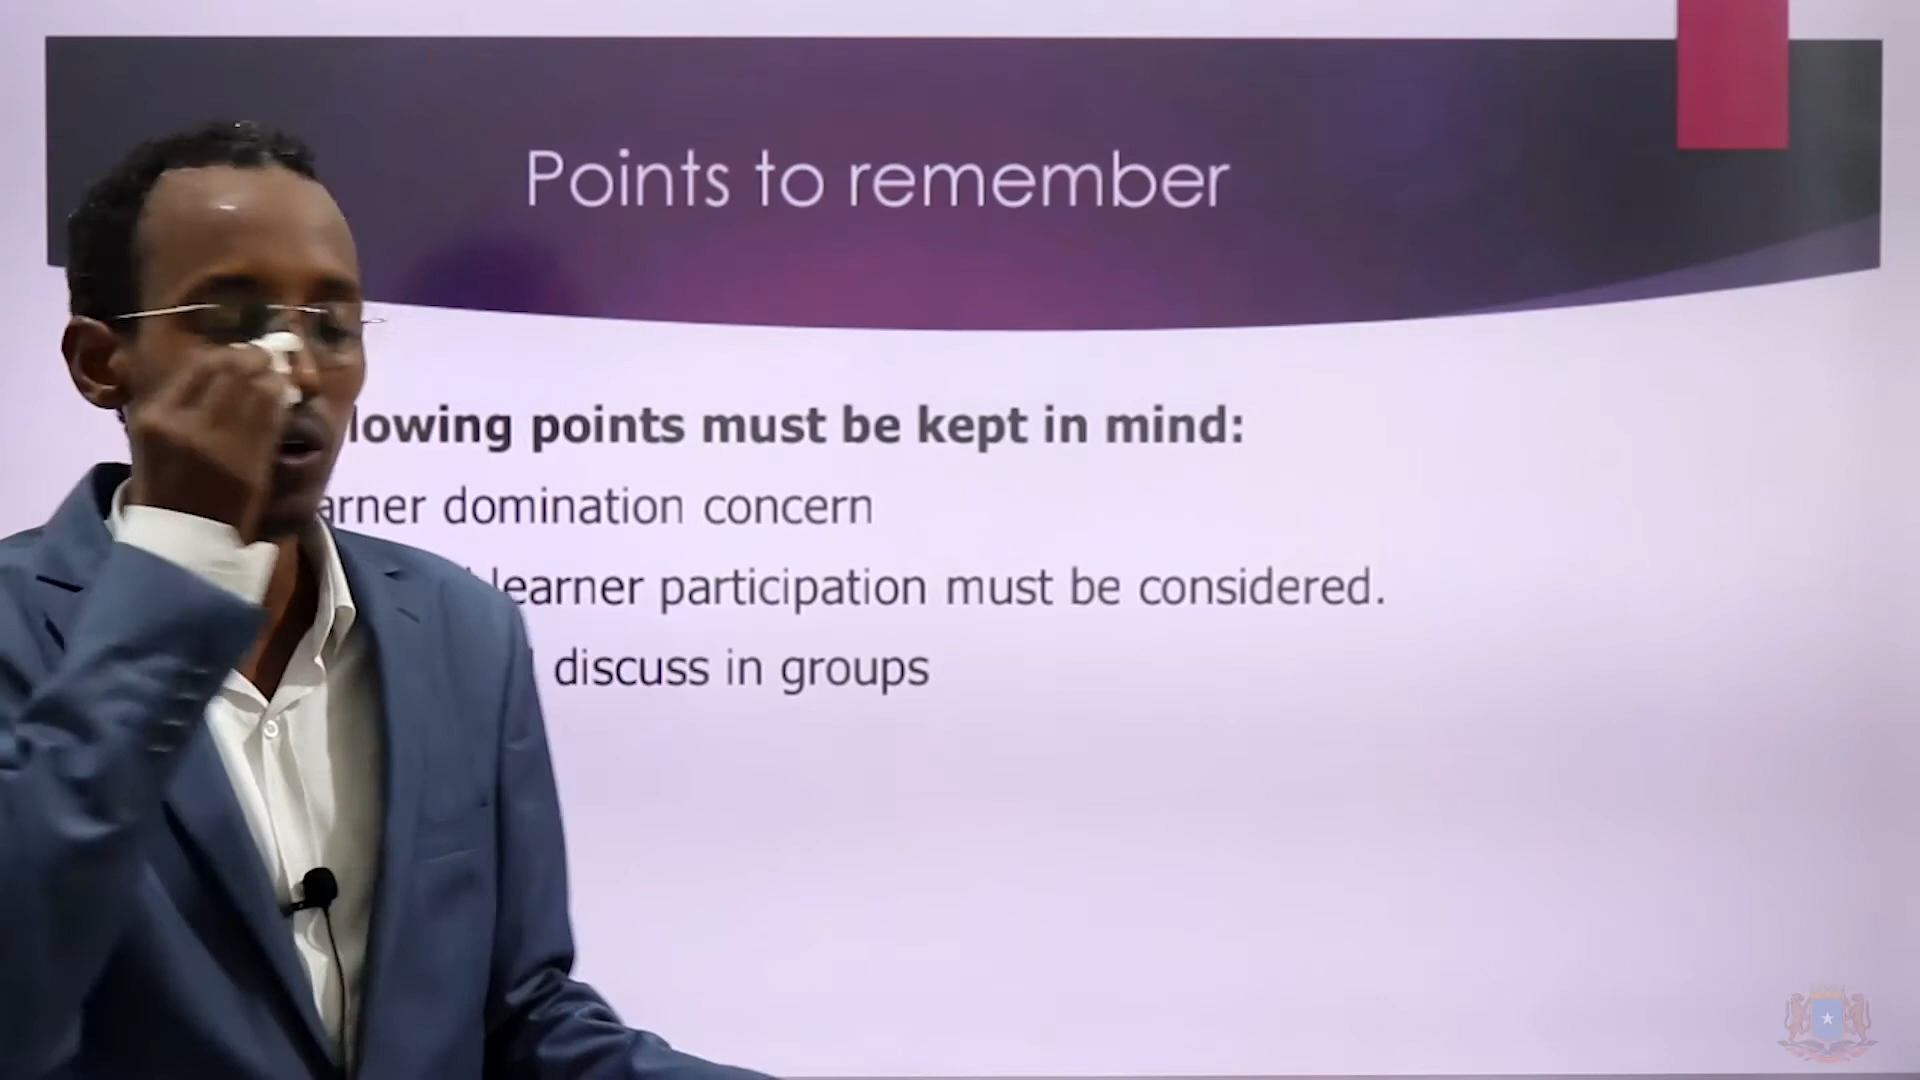 Points to remember
lowing points must be kept in mind:
arner domination concern
learner participation must be considered.
discuss in groups